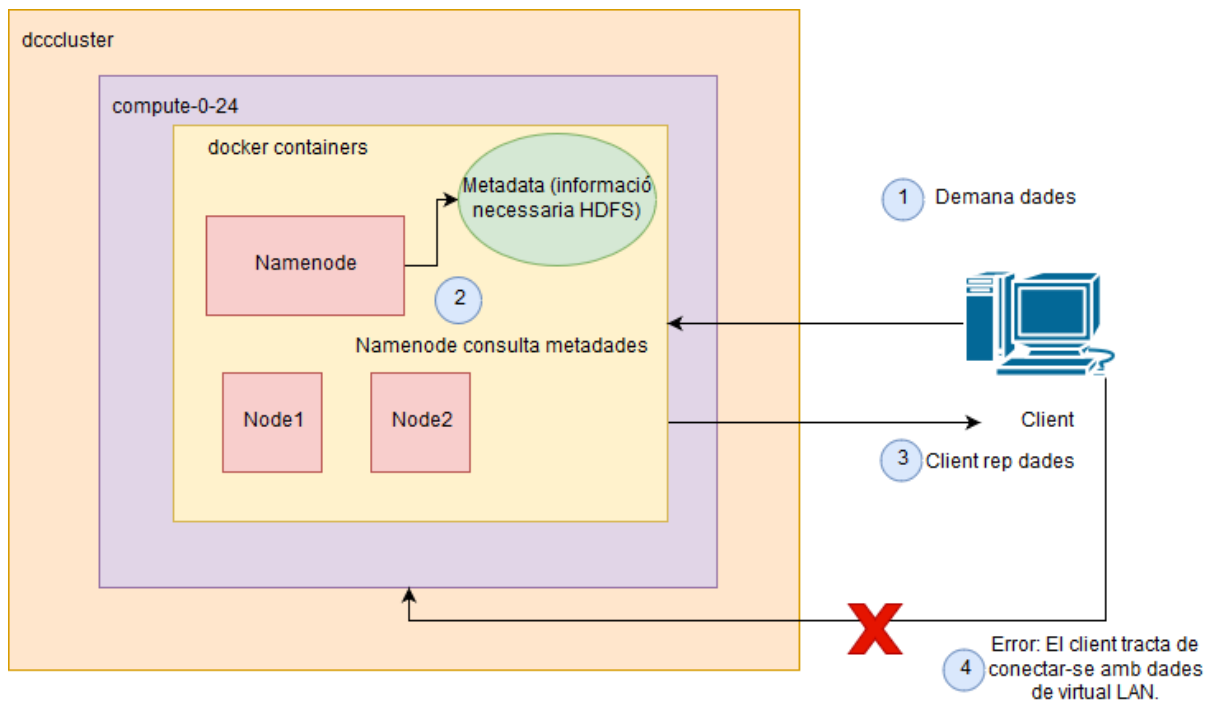 dcccluster
compute-0-24
docker containers
Metadata (informació
necessaria HDFS)
Namenode
2
Namenode consulta metadades
Node1
Node2
1
Demana dades
Client
3
Client rep dades
4
Error: El client tracta de
conectar-se amb dades
de virtual LAN.